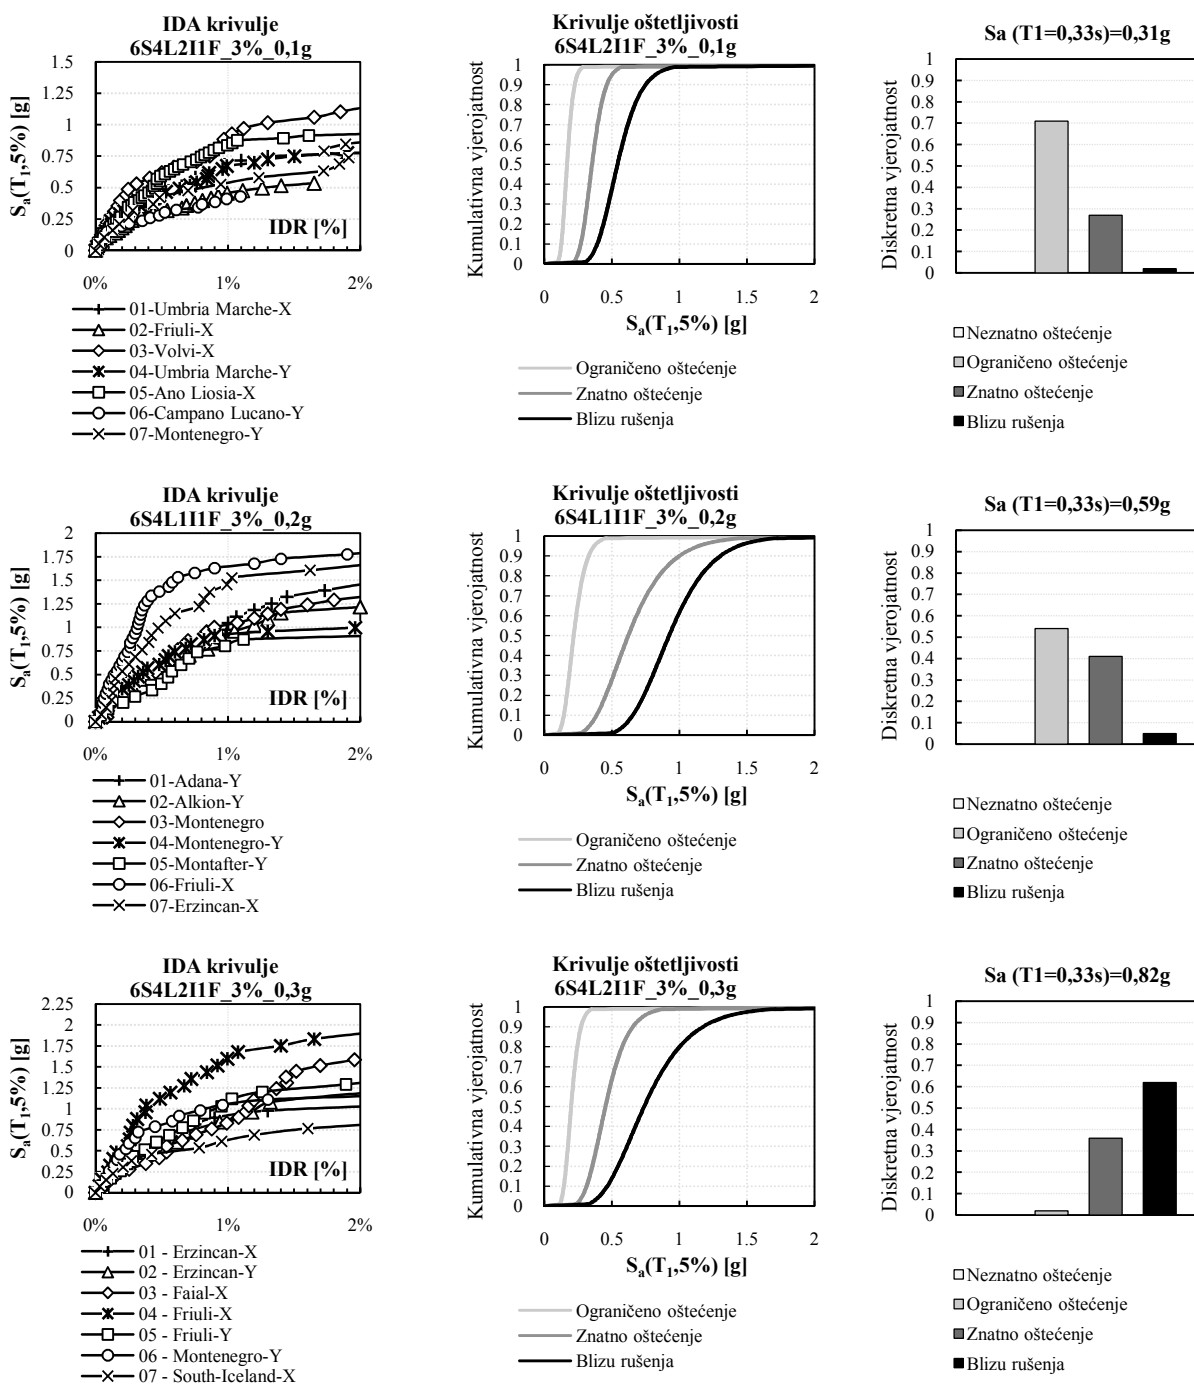 IDA krivulje
6S4L2I1F_3%_0,1g
Sa(T1,5%) [g]
1.5
1.25
1
0.75
0.5
0.25
0
IDR [%]
0% 1% 2%
01-Umbria Marche-X
02-Friuli-X
03-Volvi-X
04-Umbria Marche-Y
05-Ano Liosia-X
06-Campano Lucano-Y
07-Montenegro-Y
Krivulje oštetljivosti
6S4L2I1F_3%_0,1g
Kumulativna vjerojatnost
1
0.9
0.8
0.7
0.6
0.5
0.4
0.3
0.2
0.1
0
0 0.5 1 1.5 2
Sa(T1,5%) [g]
Ograničeno oštećenje
Znatno oštećenje
Blizu rušenja
Sa (T1=0,33s)=0,31g
Diskretna vjerojatnost
1
0.9
0.8
0.7
0.6
0.5
0.4
0.3
0.2
0.1
0
Neznatno oštećenje
Ograničeno oštećenje
Znatno oštećenje
Blizu rušenja
IDA krivulje
6S4L1I1F_3%_0,2g
Sa(T1,5%) [g]
2
1.75
1.5
1.25
1
0.75
0.5
0.25
0
IDR [%]
0% 1% 2%
01-Adana-Y
02-Alkion-Y
03-Montenegro
04-Montenegro-Y
05-Montafter-Y
06-Friuli-X
07-Erzincan-X
Krivulje oštetljivosti
6S4L1I1F_3%_0,2g
Kumulativna vjerojatnost
1
0.9
0.8
0.7
0.6
0.5
0.4
0.3
0.2
0.1
0
0 0.5 1 1.5 2
Sa(T1,5%) [g]
Ograničeno oštećenje
Znatno oštećenje
Blizu rušenja
Sa (T1=0,33s)=0,59g
Diskretna vjerojatnost
1
0.9
0.8
0.7
0.6
0.5
0.4
0.3
0.2
0.1
0
Neznatno oštećenje
Ograničeno oštećenje
Znatno oštećenje
Blizu rušenja
IDA krivulje
6S4L2I1F_3%_0,3g
Sa(T1,5%) [g]
2.25
2
1.75
1.5
1.25
1
0.75
0.5
0.25
0
IDR [%]
0% 1% 2%
01 - Erzincan-X
02 - Erzincan-Y
03 - Faial-X
04 - Friuli-X
05 - Friuli-Y
06 - Montenegro-Y
07 - South-Iceland-X
Krivulje oštetljivosti
6S4L2I1F_3%_0,3g
Kumulativna vjerojatnost
1
0.9
0.8
0.7
0.6
0.5
0.4
0.3
0.2
0.1
0
0 0.5 1 1.5 2
Sa(T1,5%) [g]
Ograničeno oštećenje
Znatno oštećenje
Blizu rušenja
Sa (T1=0,33s)=0,82g
Diskretna vjerojatnost
1
0.9
0.8
0.7
0.6
0.5
0.4
0.3
0.2
0.1
0
Neznatno oštećenje
Ograničeno oštećenje
Znatno oštećenje
Blizu rušenja